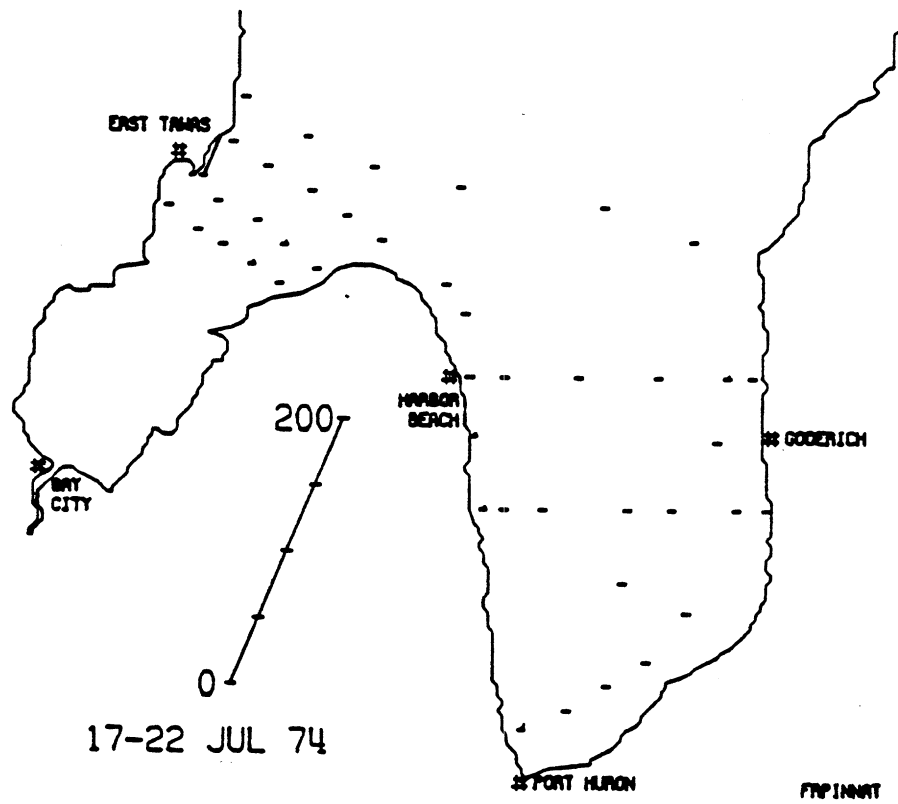 EAST TAWAS
#
#
HARBOR
BEACH
200
# GODERICH
#
BAY
CITY
0
17-22 JUL 74
# PORT HURON
FRPINNAT